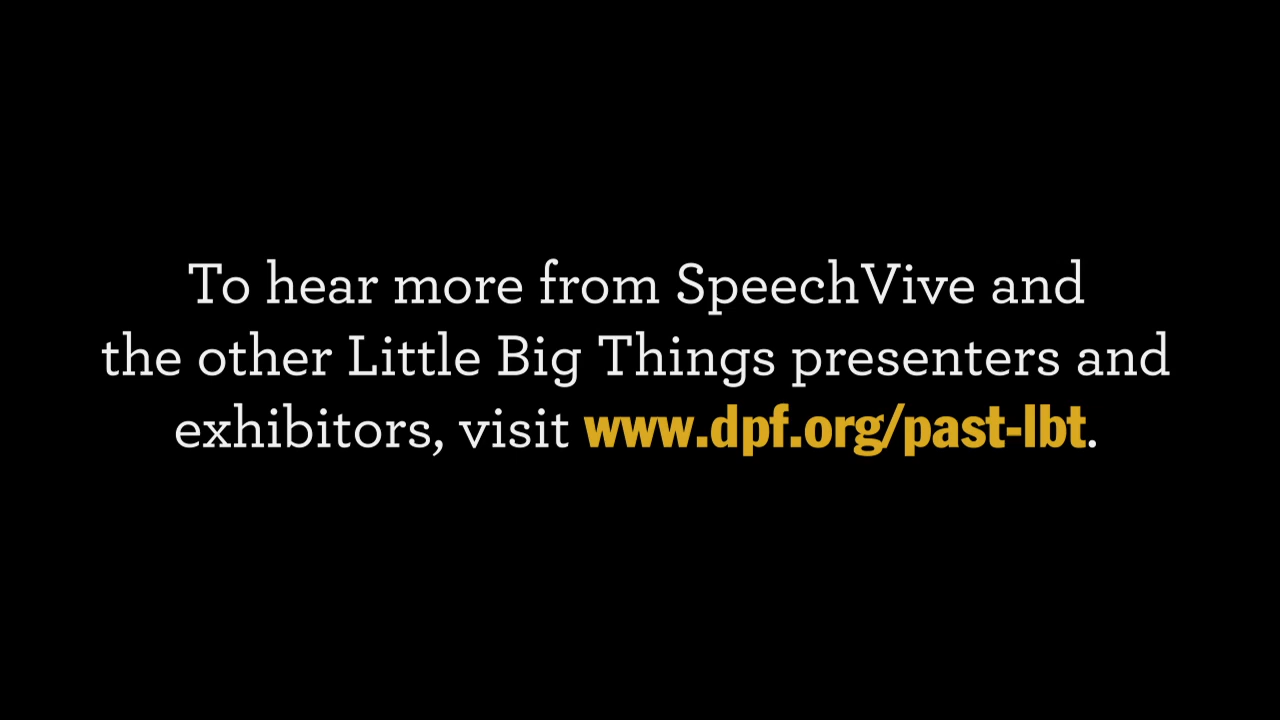 To hear more from SpeechVive and
the other Little Big Things presenters and
exhibitors, visit www.dpf.org/past-lbt.